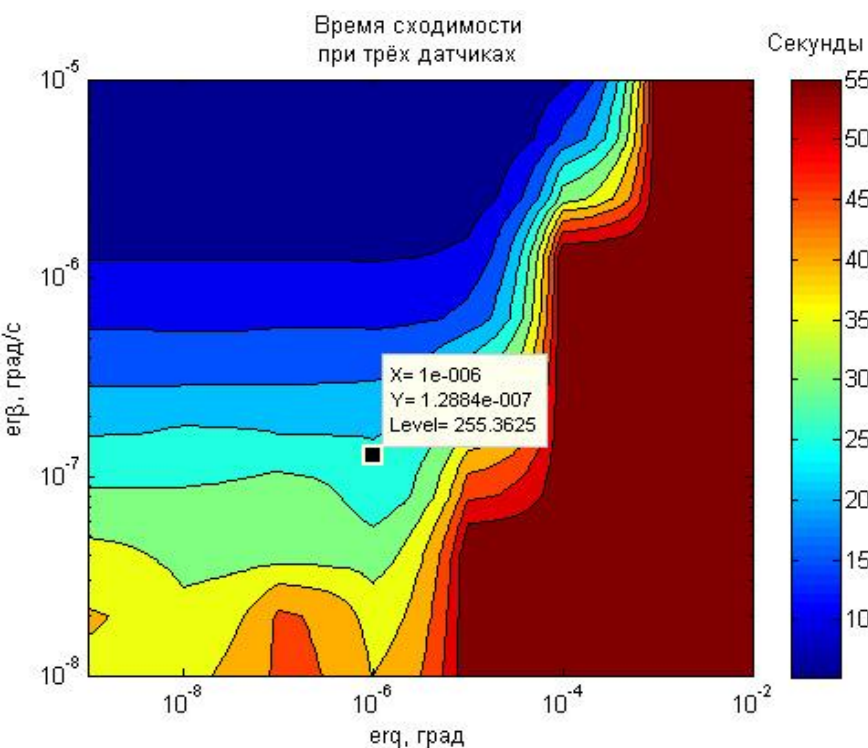 Время сходимости
при трёх датчиках
Секунды
10-5
10-6
10-7
10-8
erβ, град/с
X= 1e-006
Y= 1.2884e-007
Level= 255.3625
10-8
10-6
10-4
10-2
erq, град
55
50
45
40
35
30
25
20
15
10